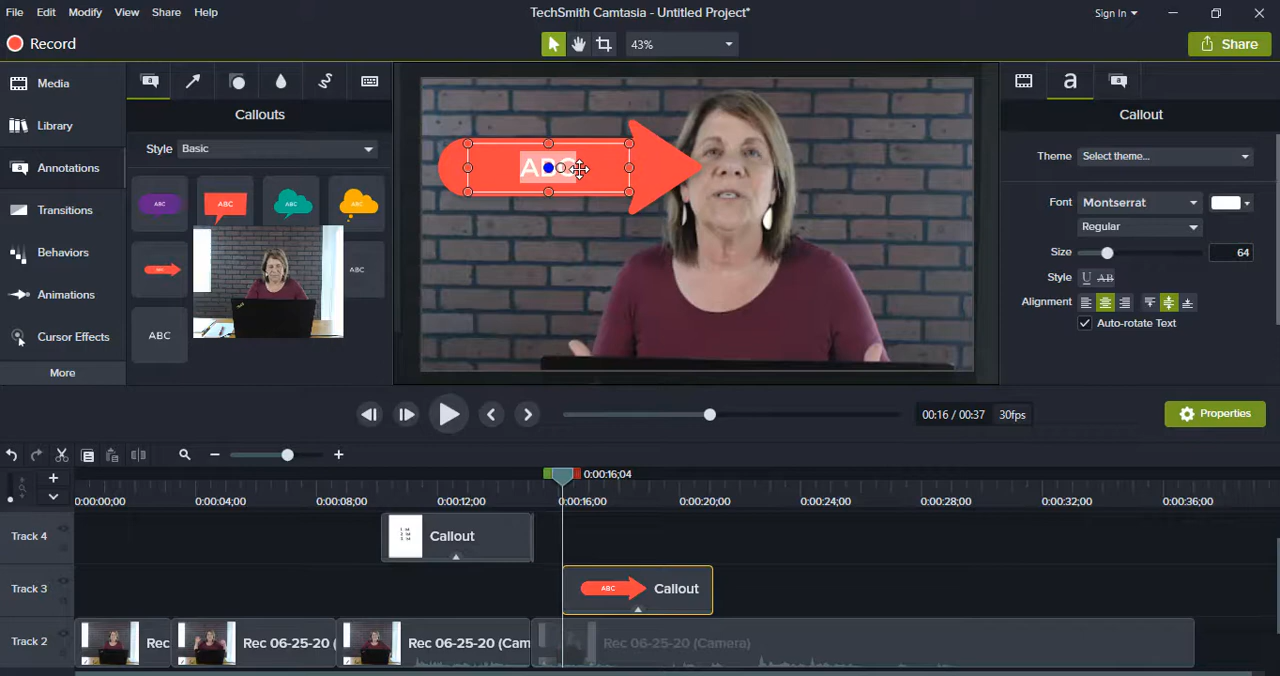 File Edit Modify View Share Help
TechSmith Camtasia - Untitled Project*
Sign In
Record
43%
Share
Media
Library
Annotations
Transitions
Behaviors
Animations
Cursor Effects
More
Callouts
Style Basic
ABC ABC ABC ABC
ABC
ABC
ABC
Callout
Theme Select theme...
Font Montserrat
Regular
Size 64
Style U AB
Alignment
Auto-rotate Text
00:16 / 00:37 30fps
Properties
0:00:16;04
0:00:00;00 0:00:04;00 0:00:08;00 0:00:12;00 0:00:16;00 0:00:20;00 0:00:24;00 0:00:28;00 0:00:32;00 0:00:36;00
Track 4 Callout
Track 3 ABC Callout
Track 2 Rec Rec 06-25-20 (Camera) Rec 06-25-20 (Cam Rec 06-25-20 (Camera)